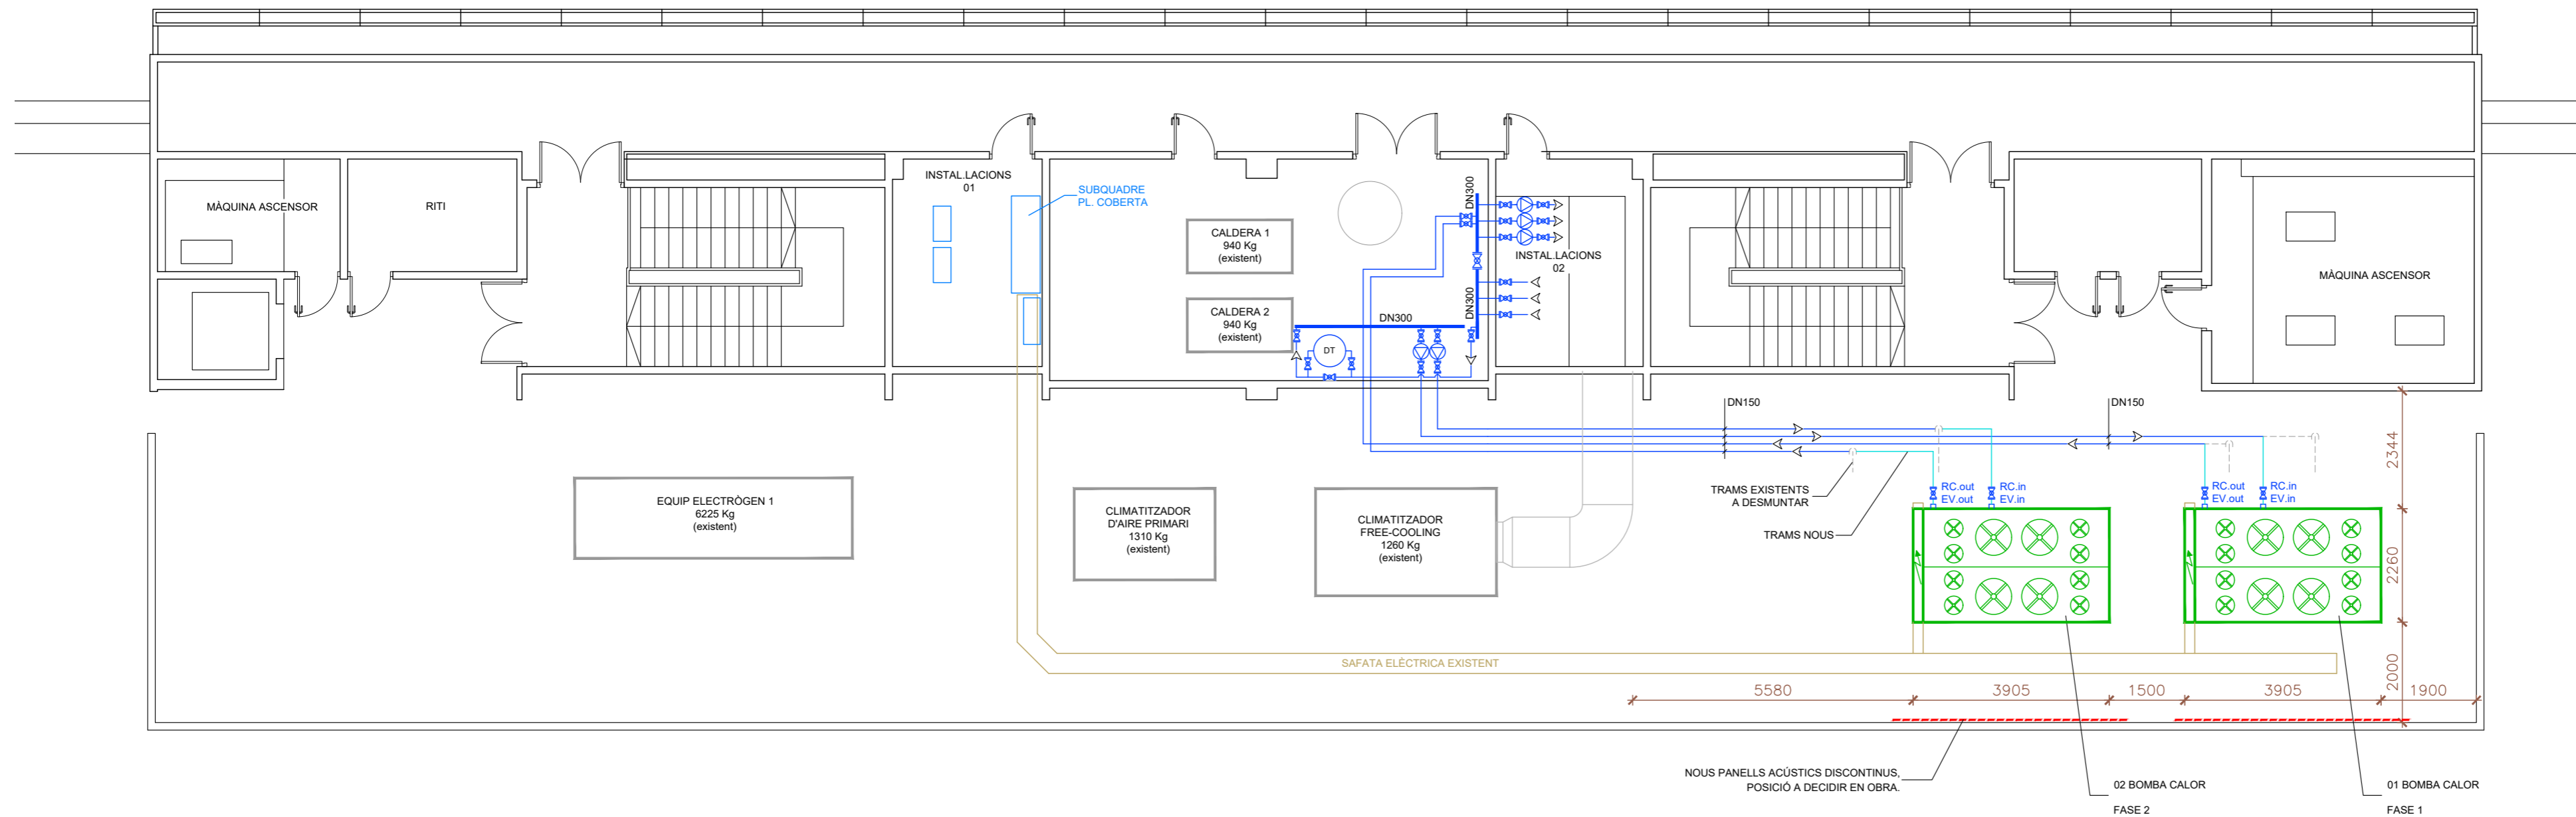 MÀQUINA ASCENSOR
RITI
INSTAL.LACIONS
01
SUBQUADRE
PL. COBERTA
CALDERA 1
940 Kg
(existent)
CALDERA 2
940 Kg
(existent)
DN300
DN300
DN300
DT
INSTAL.LACIONS
02
MÀQUINA ASCENSOR
DN150
DN150
2344
EQUIP ELECTRÒGEN 1
6225 Kg
(existent)
CLIMATITZADOR
D'AIRE PRIMARI
1310 Kg
(existent)
CLIMATITZADOR
FREE-COOLING
1260 Kg
(existent)
TRAMS EXISTENTS
A DESMUNTAR
TRAMS NOUS
RC.out
EV.out
RC.in
EV.in
RC.out
EV.out
RC.in
EV.in
2260
SAFATA ELÈCTRICA EXISTENT
2000
5580
3905
1500
3905
1900
NOUS PANELLS ACÚSTICS DISCONTINUS,
POSICIÓ A DECIDIR EN OBRA.
02 BOMBA CALOR
FASE 2
01 BOMBA CALOR
FASE 1